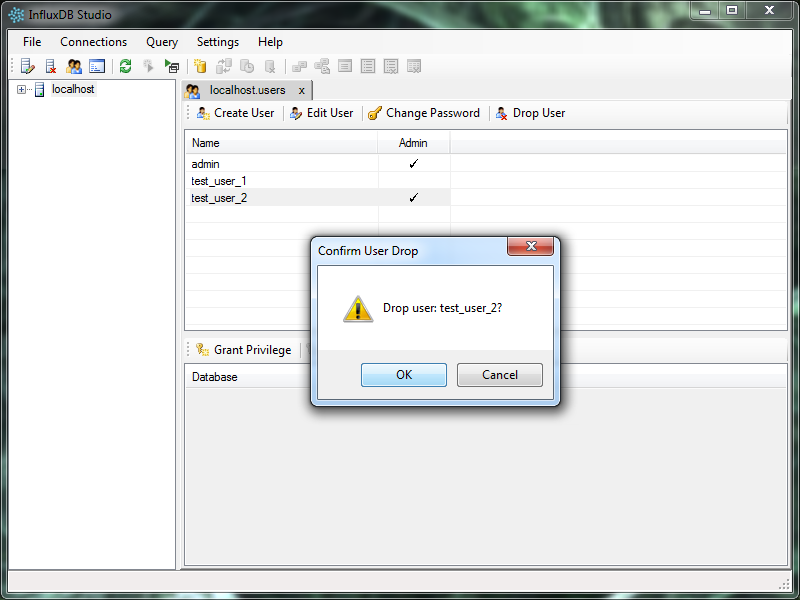 InfluxDB Studio
File Connections Query Settings Help
localhost
localhost.users x
Create User Edit User Change Password Drop User
Name Admin
admin ✓
test_user_1
test_user_2 ✓
Confirm User Drop
Drop user: test_user_2?
OK Cancel
Grant Privilege
Database